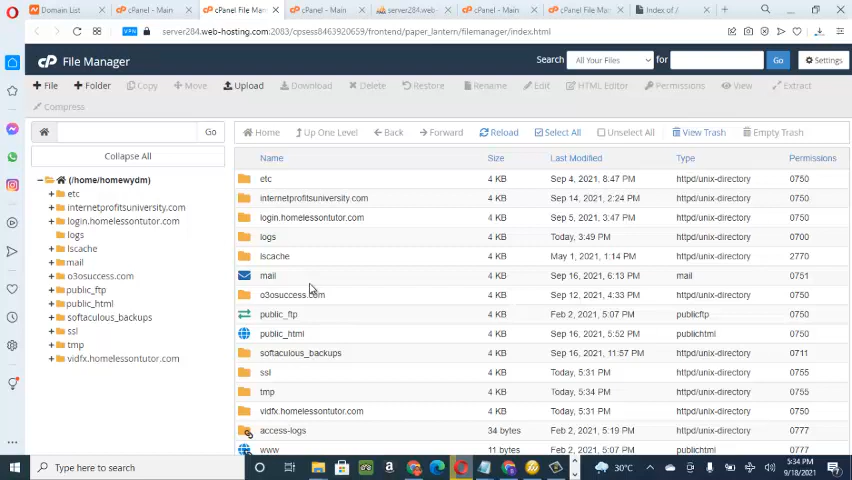 Domain List
cPanel - Main
cPanel File Man
cPanel - Main
server284.web-
cPanel - Main
cPanel File Ma
Index of /
VPN
server284.web-hosting.com:2083/cpsess8463920659/frontend/paper_lantern/filemanager/index.html
cP File Manager
Search All Your Files for Go Settings
+ File + Folder Copy Move Upload Download Delete Restore Rename Edit HTML Editor Permissions View Extract
Compress
Go Home Up One Level Back Forward Reload Select All Unselect All View Trash Empty Trash
Collapse All
(/home/homewydm)
etc
internetprofitsuniversity.com
login.homelessontutor.com
logs
lscache
mail
o3osuccess.com
public_ftp
public_html
softaculous_backups
ssl
tmp
vidfx.homelessontutor.com
Name Size Last Modified Type Permissions
etc 4 KB Sep 4, 2021, 8:47 PM httpd/unix-directory 0750
internetprofitsuniversity.com 4 KB Sep 14, 2021, 2:24 PM httpd/unix-directory 0750
login.homelessontutor.com 4 KB Sep 5, 2021, 3:47 PM httpd/unix-directory 0750
logs 4 KB Today, 3:49 PM httpd/unix-directory 0700
lscache 4 KB May 1, 2021, 1:14 PM httpd/unix-directory 2770
mail 4 KB Sep 16, 2021, 6:13 PM mail 0751
o3osuccess.com 4 KB Sep 12, 2021, 4:33 PM httpd/unix-directory 0750
public_ftp 4 KB Feb 2, 2021, 5:07 PM publicftp 0750
public_html 4 KB Sep 16, 2021, 5:52 PM publichtml 0750
softaculous_backups 4 KB Sep 16, 2021, 11:57 PM httpd/unix-directory 0711
ssl 4 KB Today, 5:31 PM httpd/unix-directory 0755
tmp 4 KB Today, 5:34 PM httpd/unix-directory 0755
vidfx.homelessontutor.com 4 KB Today, 5:31 PM httpd/unix-directory 0750
access-logs 34 bytes Feb 2, 2021, 5:19 PM httpd/unix-directory 0777
www 11 bytes Feb 2, 2021, 5:07 PM publichtml 0777
Type here to search
30°C
5:34 PM
9/18/2021